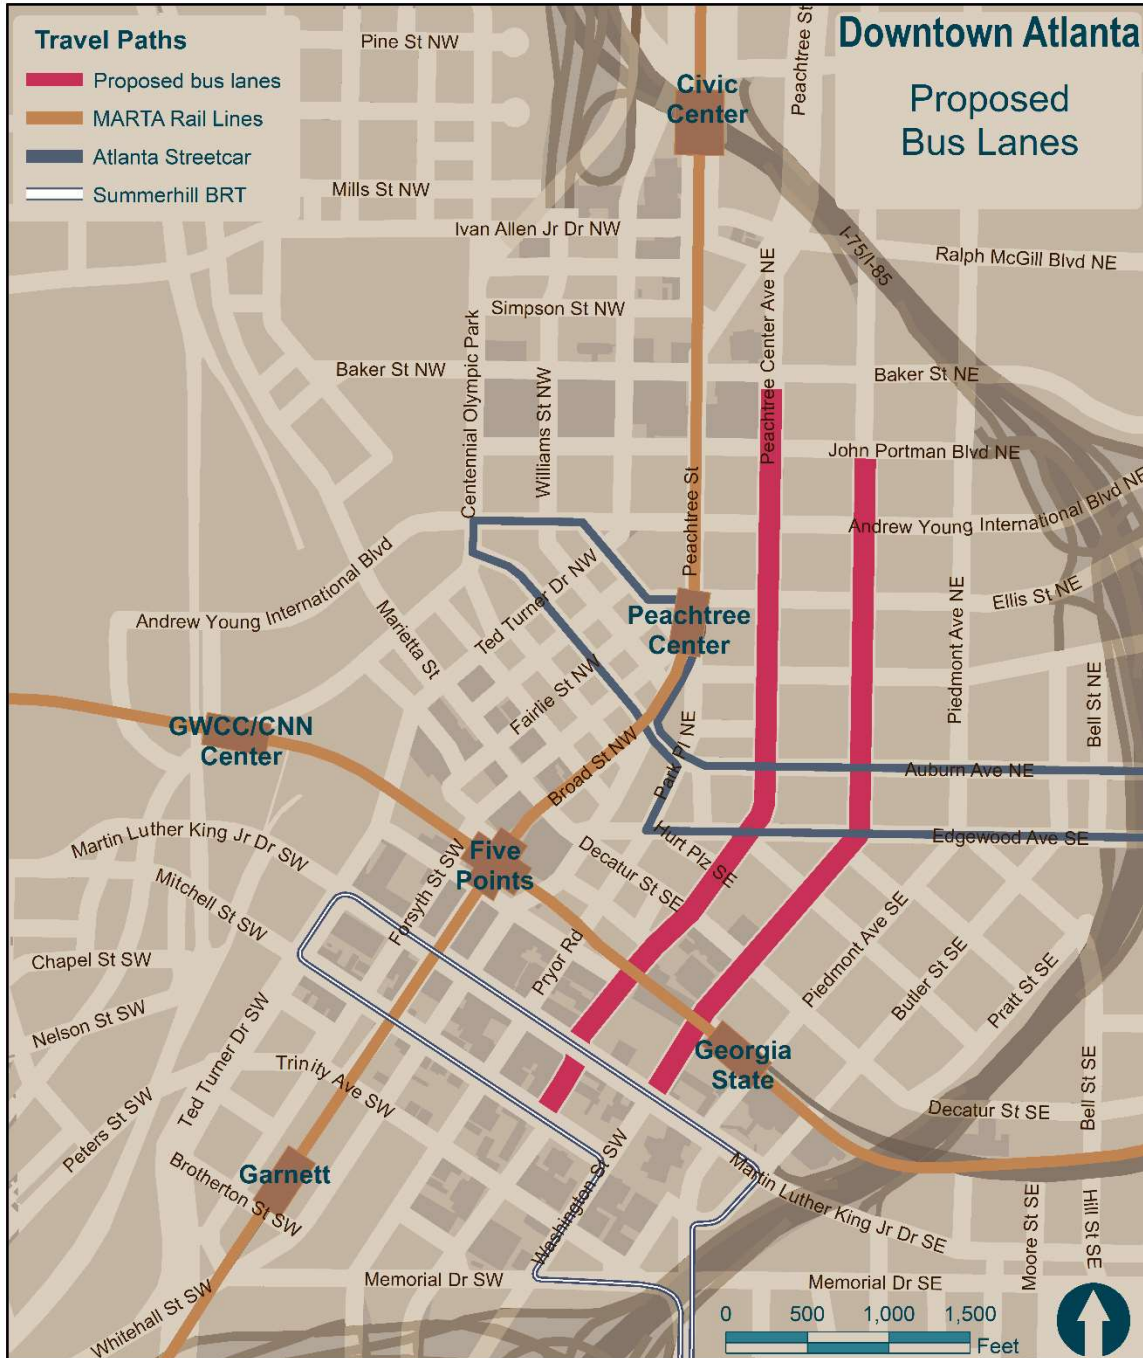 Travel Paths
Proposed bus lanes
MARTA Rail Lines
Atlanta Streetcar
Summerhill BRT
Downtown Atlanta
Proposed
Bus Lanes
Pine St NW
Peachtree St
Civic
Center
Mills St NW
Ivan Allen Jr Dr NW
I-75/I-85
Ralph McGill Blvd NE
Simpson St NW
Centennial Olympic Park
Peachtree Center Ave NE
Baker St NW
Baker St NE
Williams St NW
John Portman Blvd NE
Peachtree St
Andrew Young International Blvd NE
Andrew Young International Blvd
Marietta St
Ted Turner Dr NW
Peachtree
Center
Ellis St NE
Piedmont Ave NE
Bell St NE
Fairlie St NW
GWCC/CNN
Center
Broad St NW
Park Pl NE
Auburn Ave NE
Edgewood Ave SE
Hurt Plz SE
Martin Luther King Jr Dr SW
Five
Points
Forsyth St SW
Decatur St SE
Mitchell St SW
Pryor Rd
Piedmont Ave SE
Butler St SE
Pratt St SE
Chapel St SW
Nelson St SW
Ted Turner Dr SW
Trinity Ave SW
Georgia
State
Bell St SE
Decatur St SE
Peters St SW
Garnett
Brotherton St SW
Washington St SW
Martin Luther King Jr Dr SE
Moore St SE
Hill St SE
Memorial Dr SW
Memorial Dr SE
Whitehall St SW
0 500 1,000 1,500
Feet